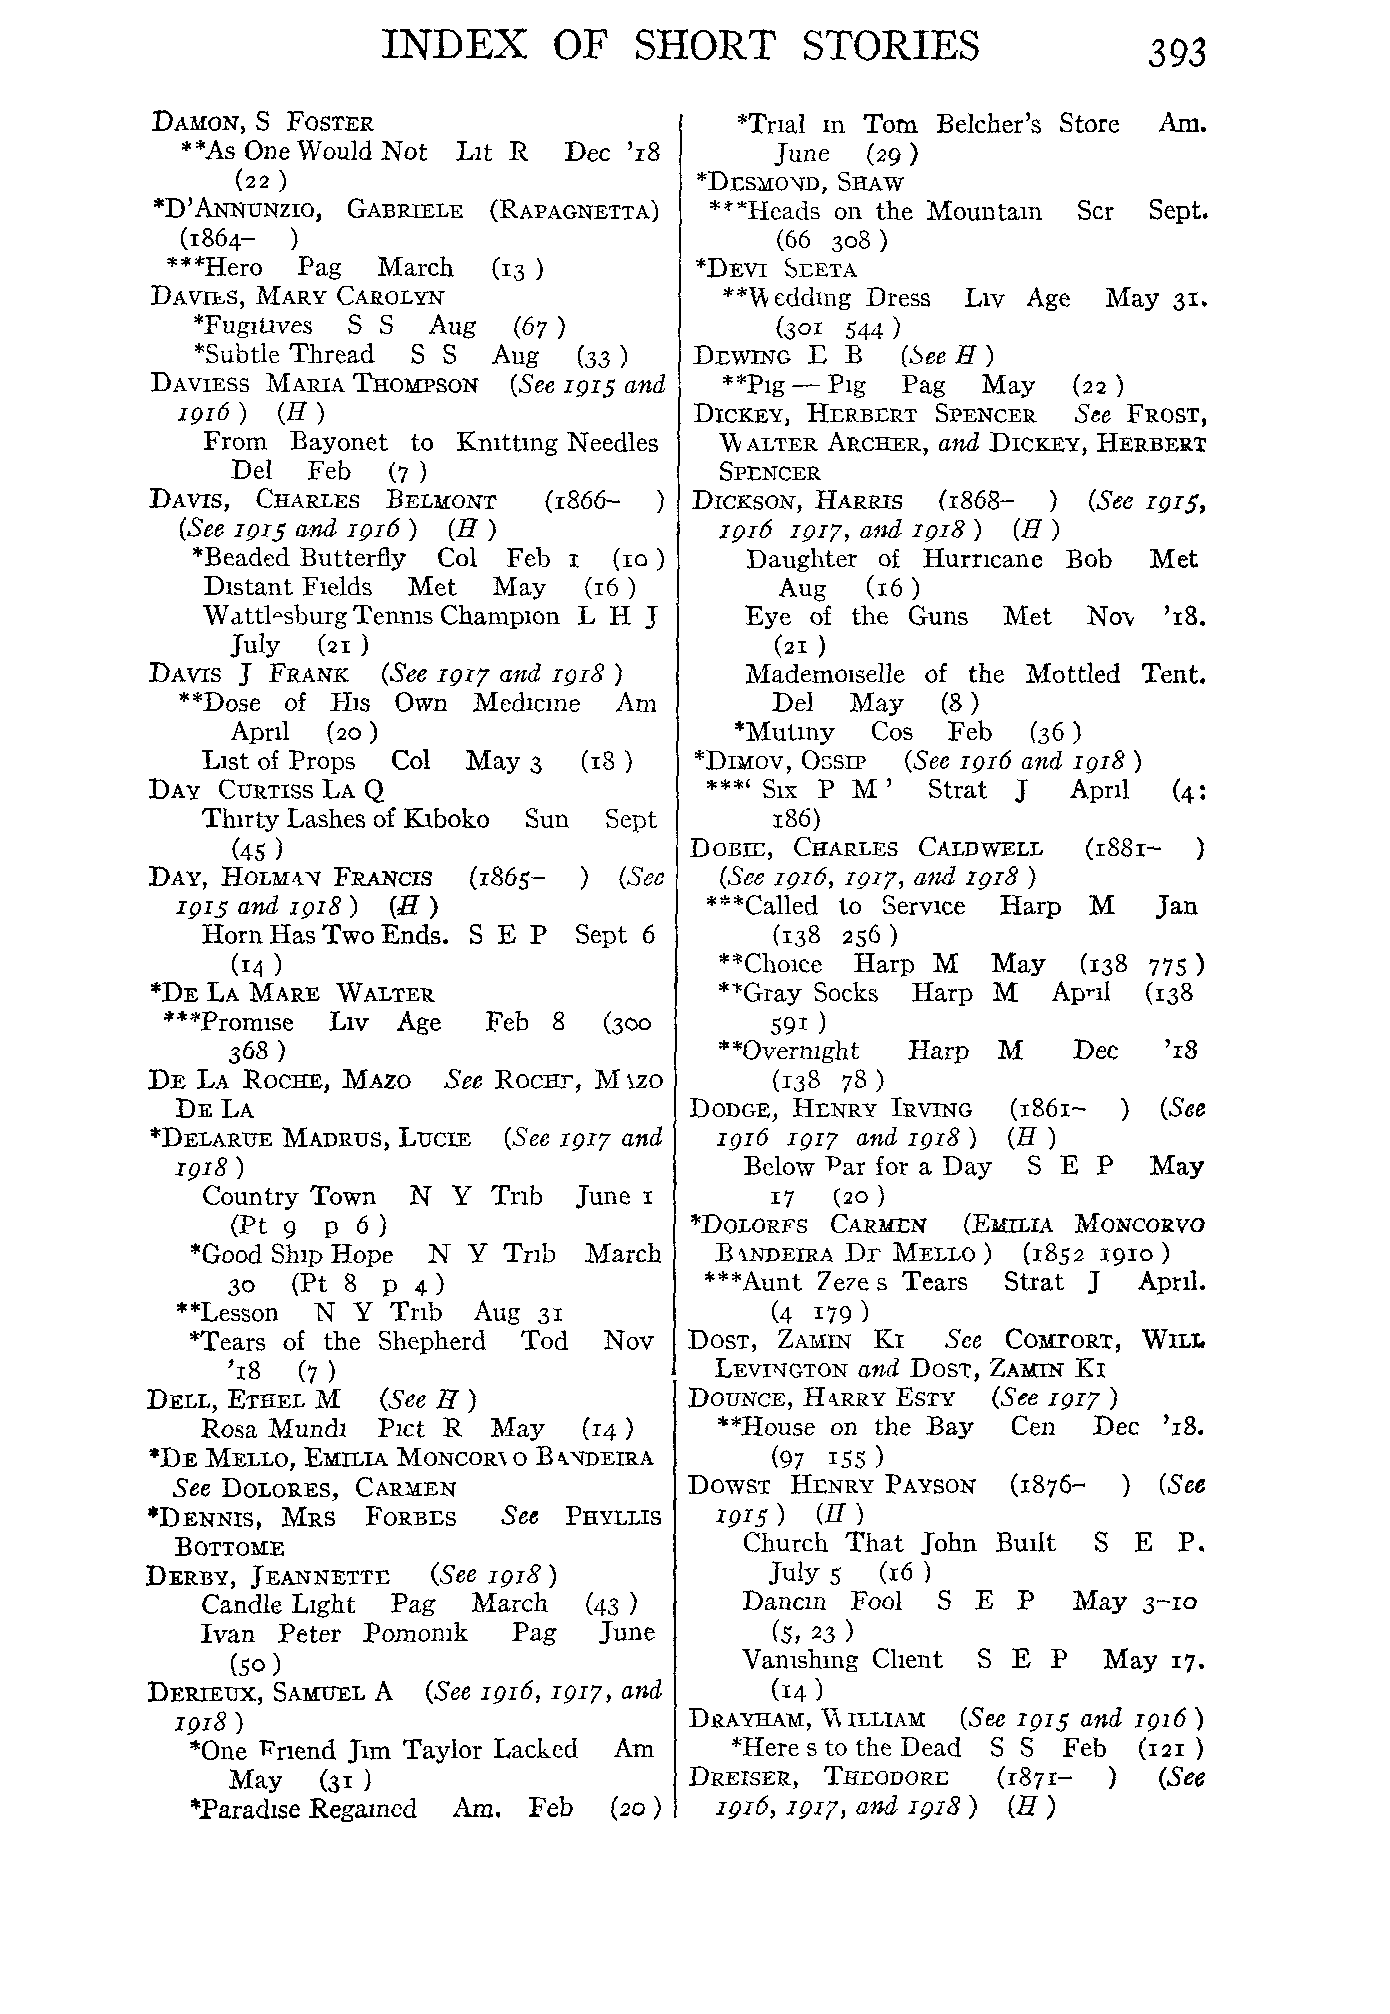 INDEX OF SHORT STORIES 393
DAMON, S FOSTER
**As One Would Not Lit R Dec '18
(22 )
*D'ANNUNZIO, GABRIELE (RAPAGNETTA)
(1864- )
***Hero Pag March (13 )
DAVIES, MARY CAROLYN
*Fugitives S S Aug (67 )
*Subtle Thread S S Aug (33 )
DAVIESS MARIA THOMPSON (See 1915 and
1916 ) (H )
From Bayonet to Knitting Needles
Del Feb (7 )
DAVIS, CHARLES BELMONT (1866- )
(See 1915 and 1916 ) (H )
*Beaded Butterfly Col Feb 1 (10 )
Distant Fields Met May (16 )
Wattlesburg Tennis Champion L H J
July (21 )
DAVIS J FRANK (See 1917 and 1918 )
**Dose of His Own Medicine Am
April (20 )
List of Props Col May 3 (18 )
DAY CURTISS LA Q
Thirty Lashes of Kiboko Sun Sept
(45 )
DAY, HOLMAN FRANCIS (1865- ) (See
1915 and 1918 ) (H )
Horn Has Two Ends. S E P Sept 6
(14 )
*DE LA MARE WALTER
***Promise Liv Age Feb 8 (300
368 )
DE LA ROCHE, MAZO See ROCHE, MAZO
DE LA
*DELARUE MADRUS, LUCIE (See 1917 and
1918 )
Country Town N Y Trib June 1
(Pt 9 p 6 )
*Good Ship Hope N Y Trib March
30 (Pt 8 p 4 )
**Lesson N Y Trib Aug 31
*Tears of the Shepherd Tod Nov
'18 (7 )
DELL, ETHEL M (See H )
Rosa Mundi Pict R May (14 )
*DE MELLO, EMILIA MONCORVO BANDEIRA
See DOLORES, CARMEN
*DENNIS, MRS FORBES See PHYLLIS
BOTTOME
DERBY, JEANNETTE (See 1918 )
Candle Light Pag March (43 )
Ivan Peter Pomonik Pag June
(50 )
DERIEUX, SAMUEL A (See 1916, 1917, and
1918 )
*One Friend Jim Taylor Lacked Am
May (31 )
*Paradise Regained Am. Feb (20 )
*Trial in Tom Belcher's Store Am.
June (29 )
*DESMOND, SHAW
***Heads on the Mountain Scr Sept.
(66 308 )
*DEVI SEETA
**Wedding Dress Liv Age May 31.
(301 544 )
DEWING E B (See H )
**Pig — Pig Pag May (22 )
DICKEY, HERBERT SPENCER See FROST,
WALTER ARCHER, and DICKEY, HERBERT
SPENCER
DICKSON, HARRIS (1868- ) (See 1915,
1916 1917, and 1918 ) (H )
Daughter of Hurricane Bob Met
Aug (16 )
Eye of the Guns Met Nov '18.
(21 )
Mademoiselle of the Mottled Tent.
Del May (8 )
*Mutiny Cos Feb (36 )
*DIMOV, OSSIP (See 1916 and 1918 )
***‘ Six P M ’ Strat J April (4:
186)
DOBIE, CHARLES CALDWELL (1881- )
(See 1916, 1917, and 1918 )
***Called to Service Harp M Jan
(138 256 )
**Choice Harp M May (138 775 )
**Gray Socks Harp M April (138
591 )
**Overnight Harp M Dec '18
(138 78 )
DODGE, HENRY IRVING (1861- ) (See
1916 1917 and 1918 ) (H )
Below Par for a Day S E P May
17 (20 )
*DOLORES CARMEN (EMILIA MONCORVO
BANDEIRA DE MELLO ) (1852 1910 )
***Aunt Zeze s Tears Strat J April.
(4 179 )
DOST, ZAMIN KI See COMFORT, WILL
LEVINGTON and DOST, ZAMIN KI
DOUNCE, HARRY ESTY (See 1917 )
**House on the Bay Cen Dec '18.
(97 155 )
DOWST HENRY PAYSON (1876- ) (See
1915 ) (H )
Church That John Built S E P.
July 5 (16 )
Dancin Fool S E P May 3-10
(5, 23 )
Vanishing Client S E P May 17.
(14 )
DRAYHAM, WILLIAM (See 1915 and 1916 )
*Here s to the Dead S S Feb (121 )
DREISER, THEODORE (1871- ) (See
1916, 1917, and 1918 ) (H )